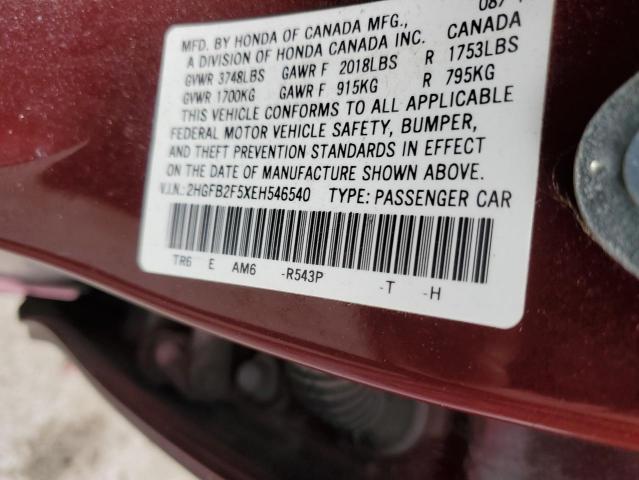 MFD. BY HONDA OF CANADA MFG.,
A DIVISION OF HONDA CANADA INC. CANADA
GVWR 3748LBS GAWR F 2018LBS R 1753LBS
GVWR 1700KG GAWR F 915KG R 795KG
THIS VEHICLE CONFORMS TO ALL APPLICABLE
FEDERAL MOTOR VEHICLE SAFETY, BUMPER,
AND THEFT PREVENTION STANDARDS IN EFFECT
ON THE DATE OF MANUFACTURE SHOWN ABOVE.
V.I.N.: 2HGFB2F5XEH546540 TYPE: PASSENGER CAR
TR6 E AM6 -R543P -T -H